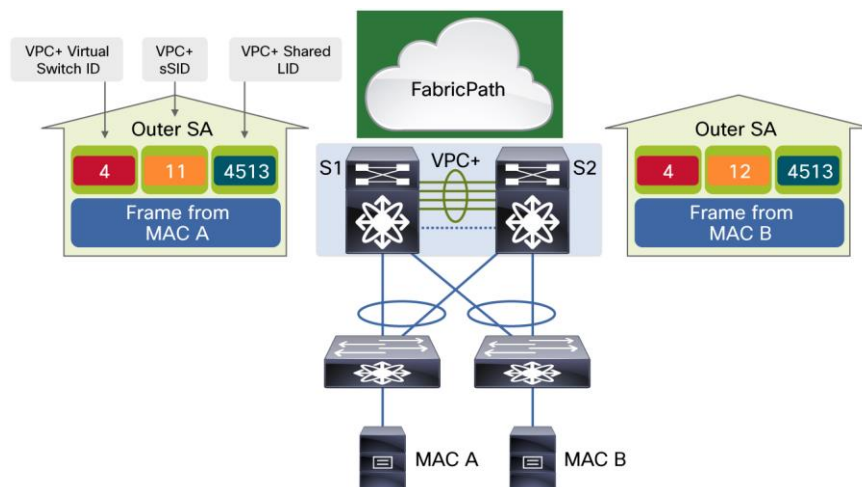 VPC+ Virtual
Switch ID
VPC+
sSID
VPC+ Shared
LID
FabricPath
Outer SA
4
11
4513
Frame from
MAC A
S1
VPC+
S2
Outer SA
4
12
4513
Frame from
MAC B
MAC A
MAC B